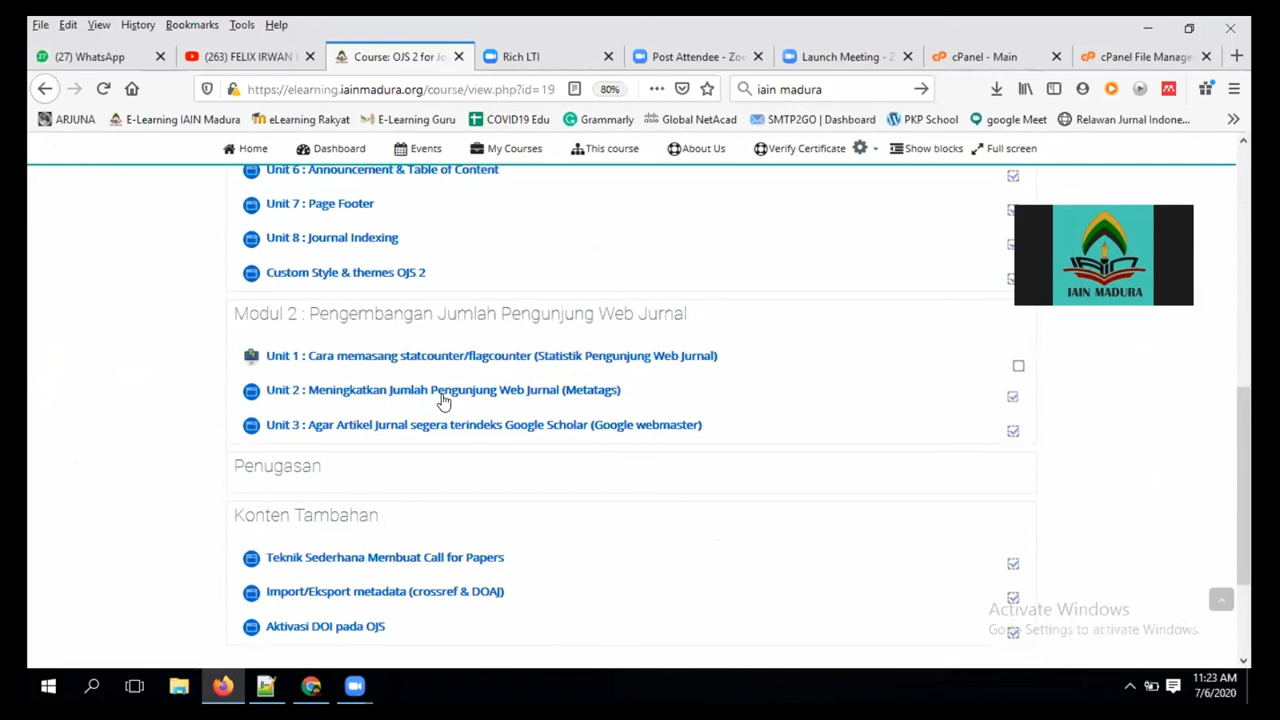 File Edit View History Bookmarks Tools Help
(27) WhatsApp
(263) FELIX IRWAN
Course: OJS 2 for Jo
Rich LTI
Post Attendee - Zoo
Launch Meeting - Z
cPanel - Main
cPanel File Manage
https://elearning.iainmadura.org/course/view.php?id=19
80%
iain madura
ARJUNA
E-Learning IAIN Madura
eLearning Rakyat
E-Learning Guru
COVID19 Edu
Grammarly
Global NetAcad
SMTP2GO | Dashboard
PKP School
google Meet
Relawan Jurnal Indone...
Home
Dashboard
Events
My Courses
This course
About Us
Verify Certificate
Show blocks
Full screen
Unit 6 : Announcement & Table of Content
Unit 7 : Page Footer
Unit 8 : Journal Indexing
Custom Style & themes OJS 2
IAIN MADURA
Modul 2 : Pengembangan Jumlah Pengunjung Web Jurnal
Unit 1 : Cara memasang statcounter/flagcounter (Statistik Pengunjung Web Jurnal)
Unit 2 : Meningkatkan Jumlah Pengunjung Web Jurnal (Metatags)
Unit 3 : Agar Artikel Jurnal segera terindeks Google Scholar (Google webmaster)
Penugasan
Konten Tambahan
Teknik Sederhana Membuat Call for Papers
Import/Eksport metadata (crossref & DOAJ)
Aktivasi DOI pada OJS
Activate Windows
Go to Settings to activate Windows.
11:23 AM
7/6/2020